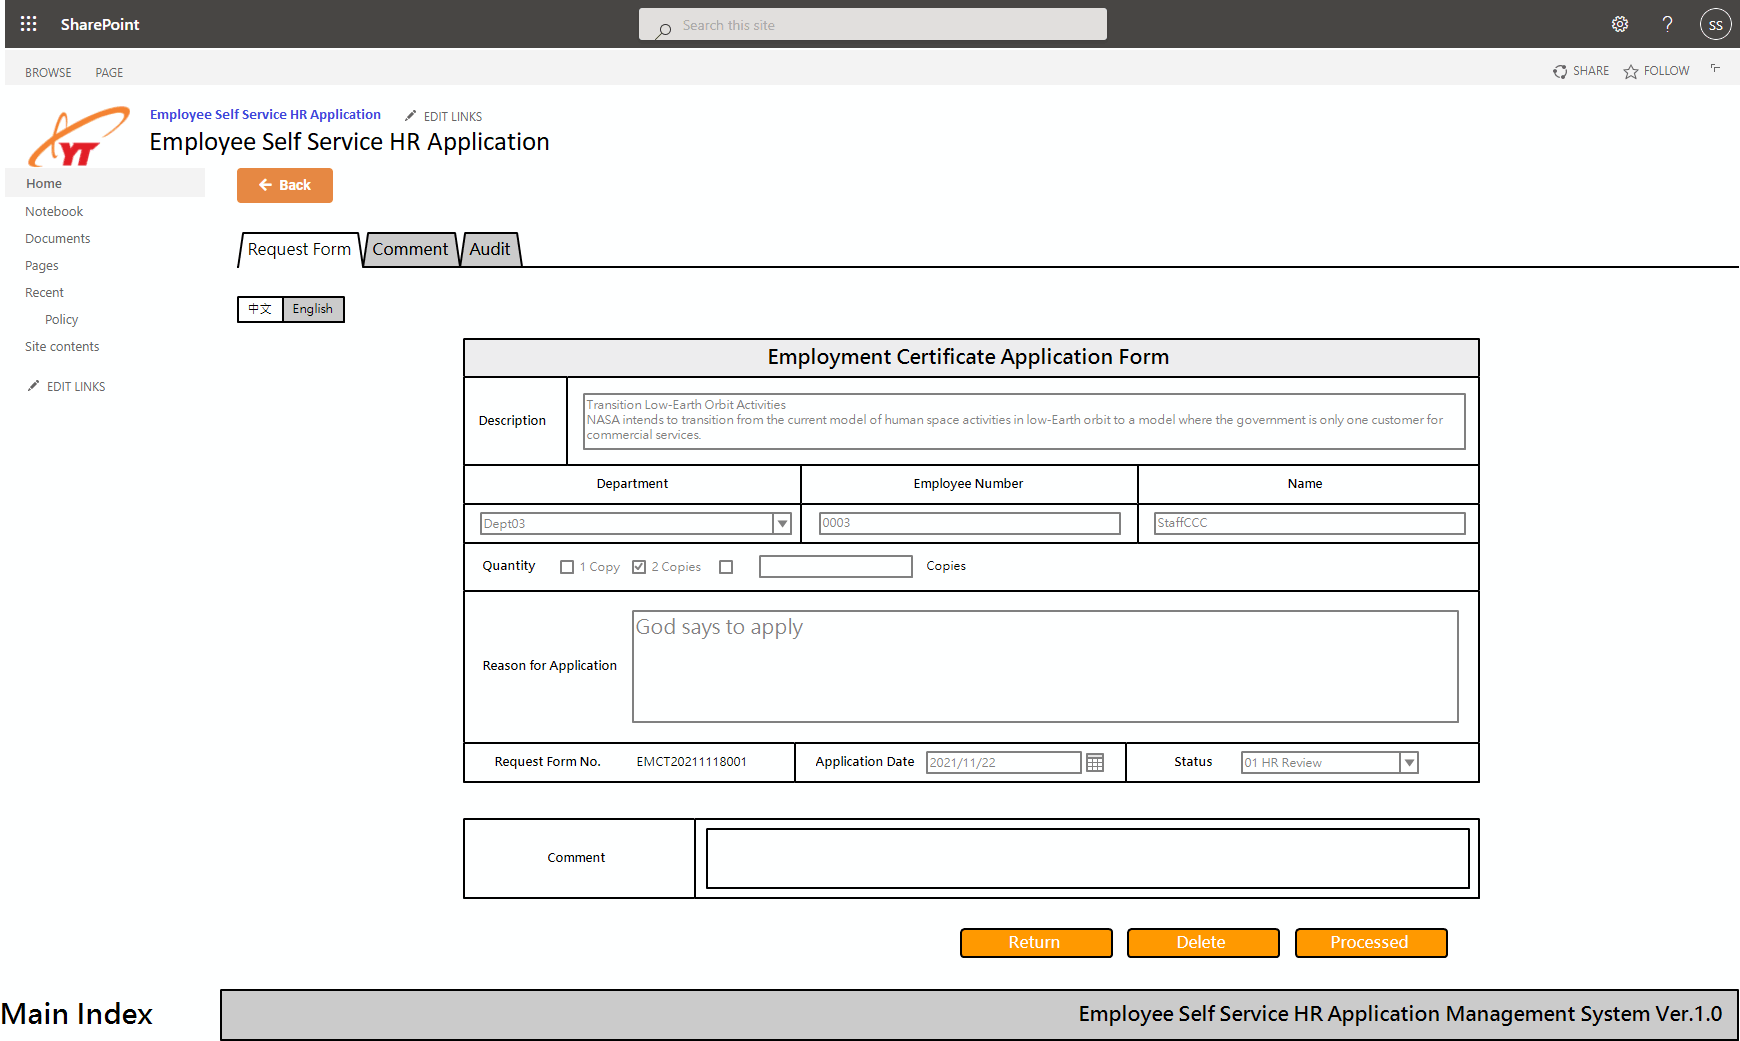 SharePoint
Search this site
?
SS
BROWSE PAGE
SHARE FOLLOW
YT
Employee Self Service HR Application EDIT LINKS
Employee Self Service HR Application
Home
Notebook
Documents
Pages
Recent
Policy
Site contents
EDIT LINKS
Back
Request Form Comment Audit
中文 English
Employment Certificate Application Form
Description
Transition Low-Earth Orbit Activities
NASA intends to transition from the current model of human space activities in low-Earth orbit to a model where the government is only one customer for
commercial services.
Department Employee Number Name
Dept03 0003 StaffCCC
Quantity 1 Copy 2 Copies Copies
Reason for Application
God says to apply
Request Form No. EMCT20211118001 Application Date 2021/11/22 Status 01 HR Review
Comment
Return Delete Processed
Main Index
Employee Self Service HR Application Management System Ver.1.0